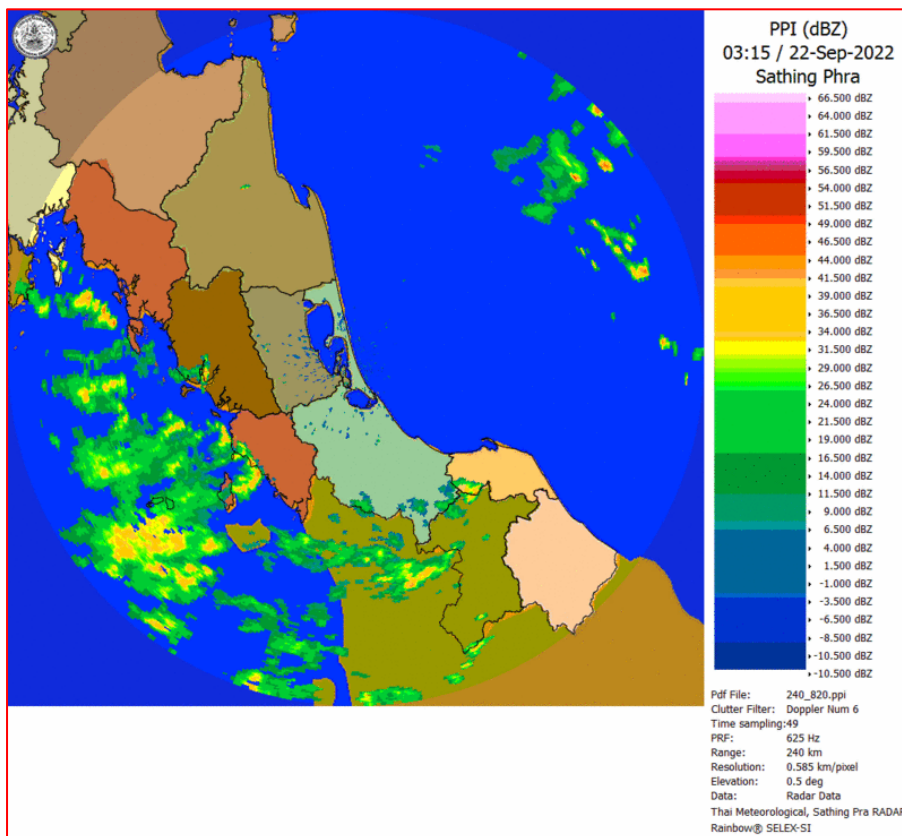 PPI (dBZ)
03:15 / 22-Sep-2022
Sathing Phra
66.500 dBZ
64.000 dBZ
61.500 dBZ
59.500 dBZ
56.500 dBZ
54.000 dBZ
51.500 dBZ
49.000 dBZ
46.500 dBZ
44.000 dBZ
41.500 dBZ
39.000 dBZ
36.500 dBZ
34.000 dBZ
31.500 dBZ
29.000 dBZ
26.500 dBZ
24.000 dBZ
19.000 dBZ
16.500 dBZ
14.000 dBZ
11.500 dBZ
9.000 dBZ
6.500 dBZ
4.000 dBZ
1.500 dBZ
-1.000 dBZ
-3.500 dBZ
-6.500 dBZ
-8.500 dBZ
-10.500 dBZ
-10.500 dBZ
Pdf File: 240_820.ppi
Clutter Filter: Doppler Num 6
Time sampling:49
PRF: 625 Hz
Range: 240 km
Resolution: 0.585 km/pixel
Elevation: 0.5 deg
Data: Radar Data
Thai Meteorological, Sathing Pra RADAR
Rainbow® SELEX-SI